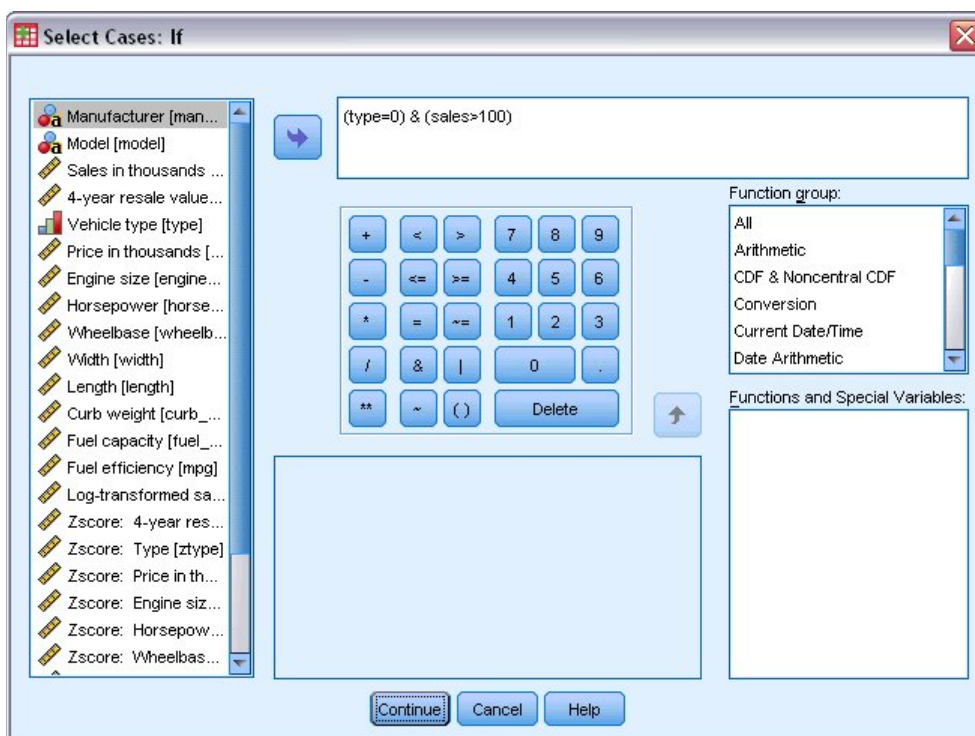 Select Cases: If
Manufacturer [man...
Model [model]
Sales in thousands ...
4-year resale value...
Vehicle type [type]
Price in thousands [...
Engine size [engine...
Horsepower [horse...
Wheelbase [wheelb...
Width [width]
Length [length]
Curb weight [curb_...
Fuel capacity [fuel_...
Fuel efficiency [mpg]
Log-transformed sa...
Zscore: 4-year res...
Zscore: Type [ztype]
Zscore: Price in th...
Zscore: Engine siz...
Zscore: Horsepow...
Zscore: Wheelbas...
(type=0) & (sales>100)
+ < > 7 8 9
- <= >= 4 5 6
* = ~= 1 2 3
/ & | 0 .
** ~ ( ) Delete
Function group:
All
Arithmetic
CDF & Noncentral CDF
Conversion
Current Date/Time
Date Arithmetic
Functions and Special Variables:
Continue Cancel Help